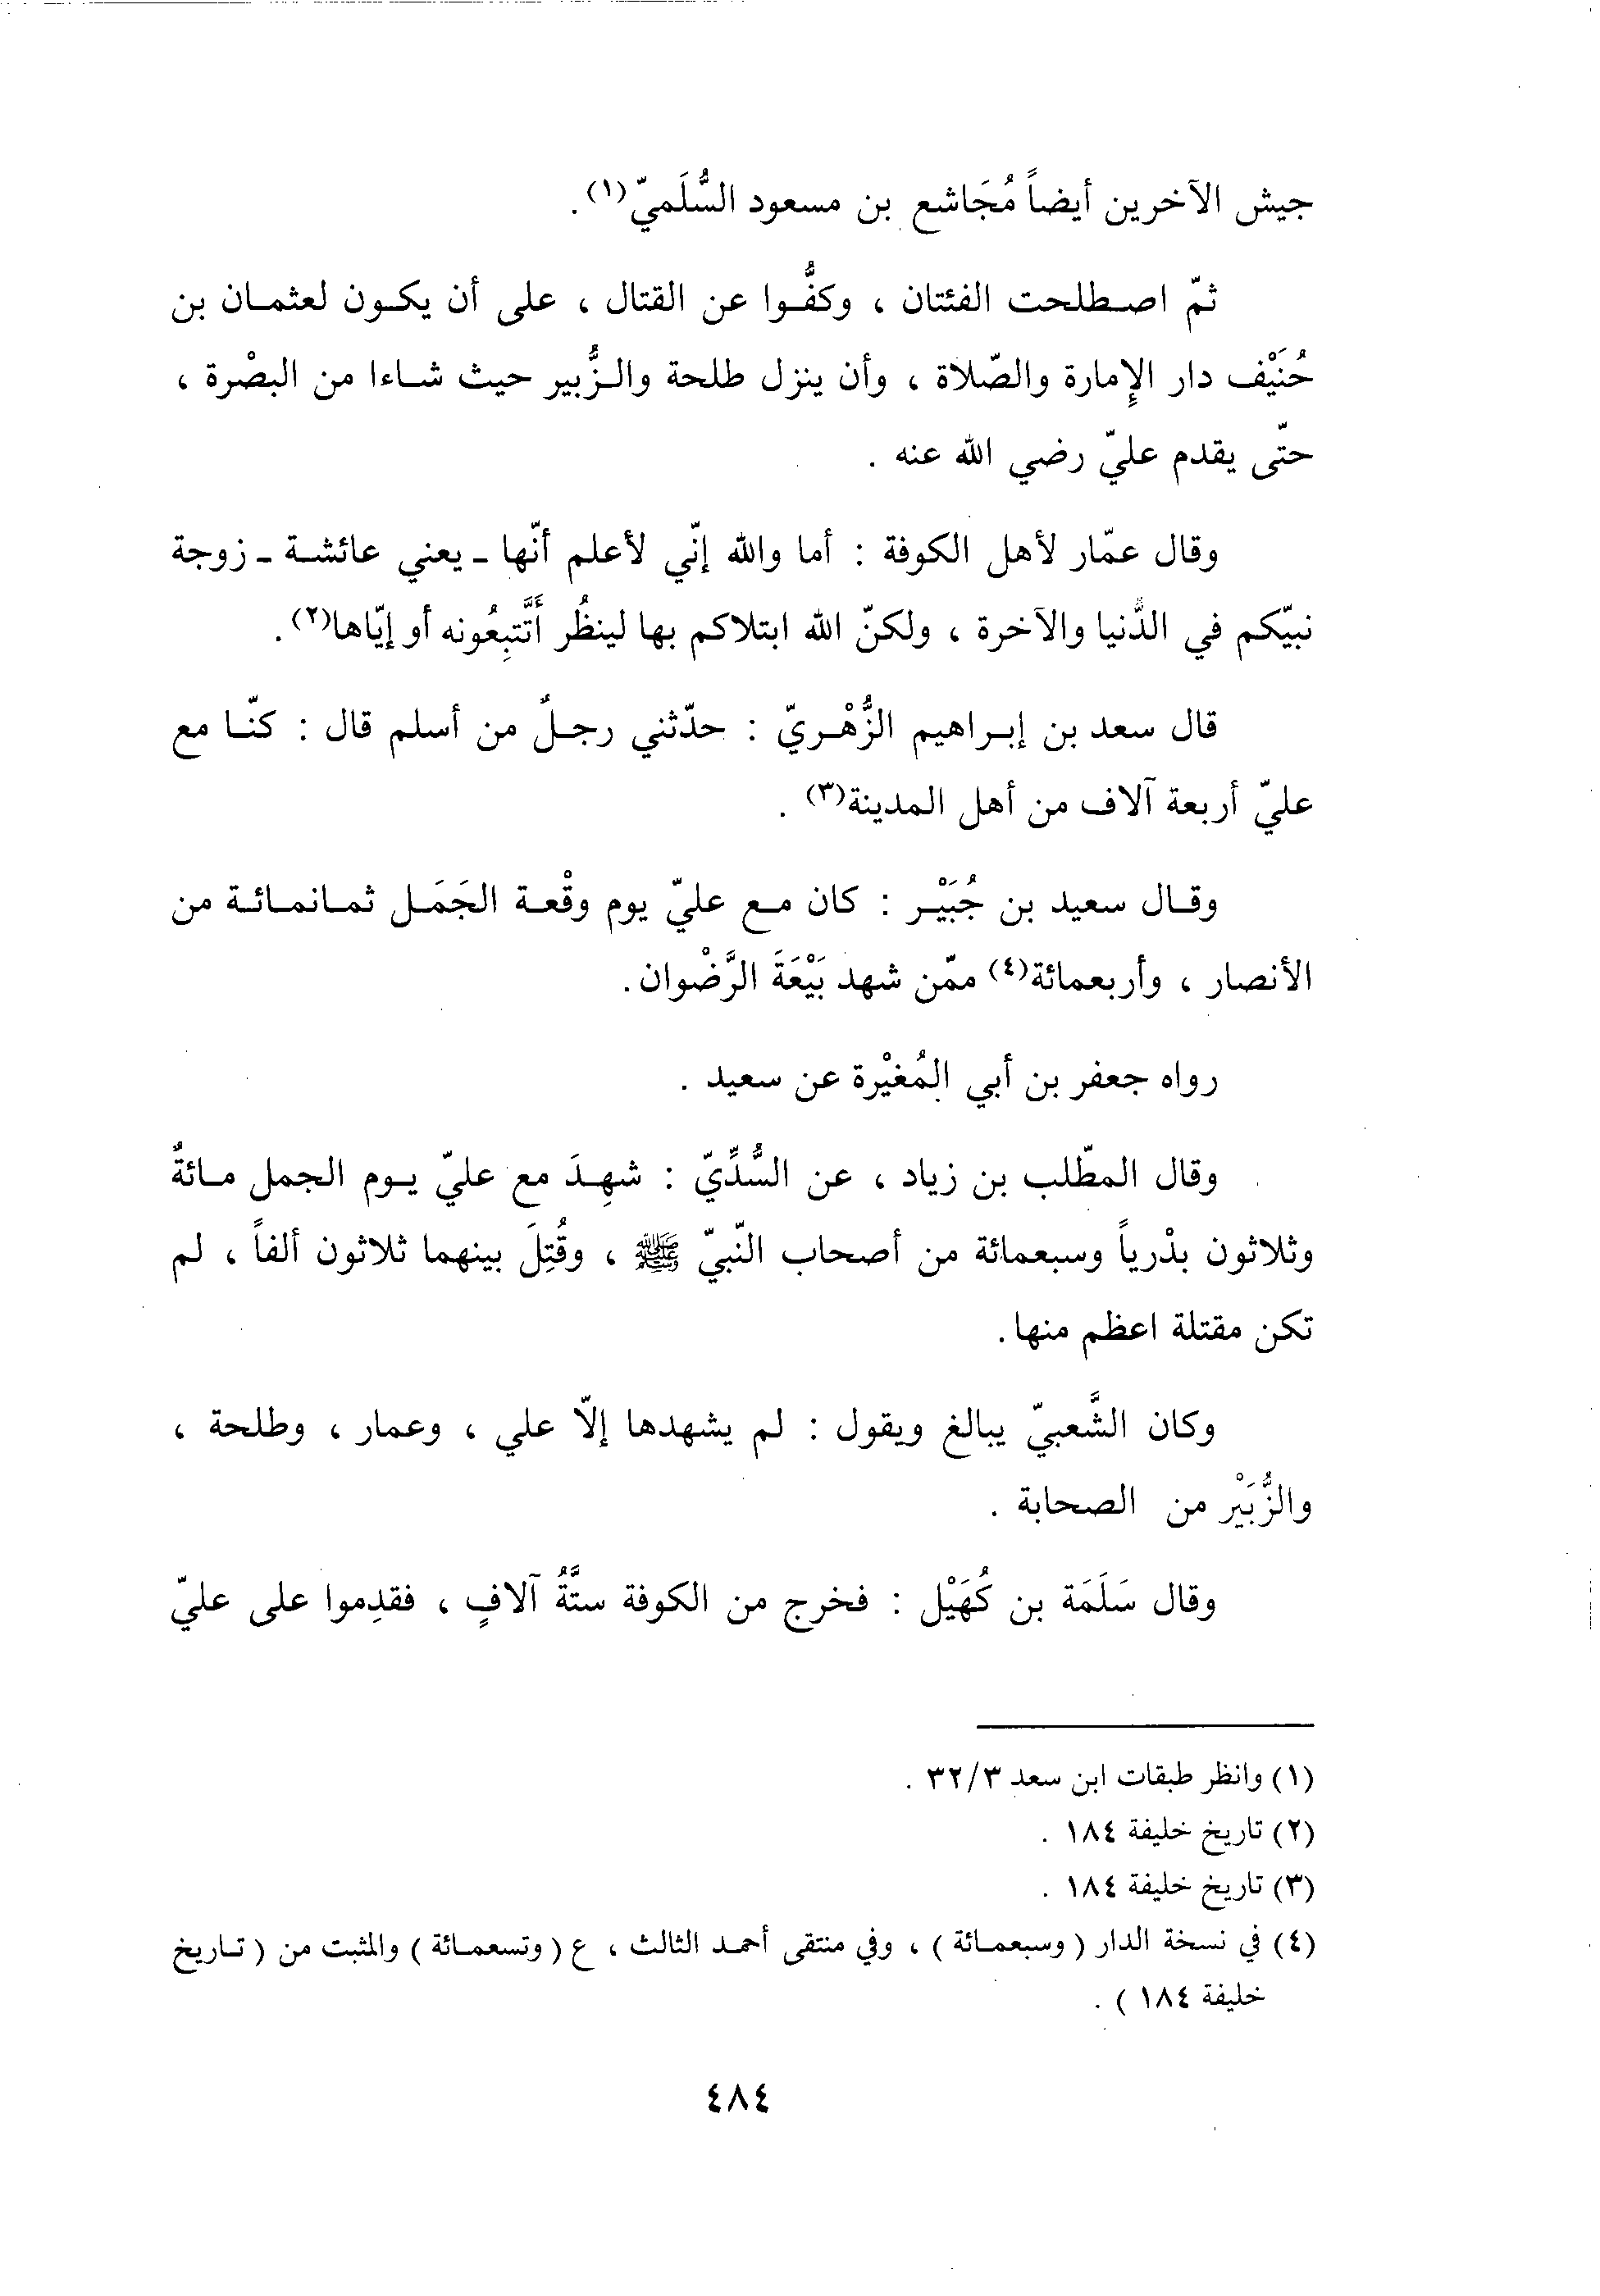 جيش الآخرين أيضاً مُجَاشع بن مسعود السُّلَميّ(١).
ثمّ اصطلحت الفئتان ، وكفُّوا عن القتال ، على أن يكون لعثمان بن
حُنَيْف دار الإمارة والصّلاة ، وأن ينزل طلحة والزُّبير حيث شاءا من البصْرة ،
حتّى يقدم عليّ رضي الله عنه .
وقال عمّار لأهل الكوفة : أما والله إنّي لأعلم أنّها ـ يعني عائشة ـ زوجة
نبيّكم في الدُّنيا والآخرة ، ولكنّ الله ابتلاكم بها لينظُر أَتَّتبِعُونه أو إيّاها(٢).
قال سعد بن إبراهيم الزُّهْريّ : حدّثني رجلٌ من أسلم قال : كنّا مع
عليّ أربعة آلاف من أهل المدينة(٣) .
وقال سعيد بن جُبَيْر : كان مع عليّ يوم وقْعة الجَمَل ثمانمائة من
الأنصار ، وأربعمائة(٤) ممّن شهد بَيْعَةَ الرَّضْوان.
رواه جعفر بن أبي المُغيْرة عن سعيد .
وقال المطّلب بن زياد ، عن السُّدِّيّ : شهِدَ مع عليّ يوم الجمل مائةٌ
وثلاثون بدْرياً وسبعمائة من أصحاب النّبيّ ﷺ ، وقُتِلَ بينهما ثلاثون ألفاً ، لم
تكن مقتلة اعظم منها.
وكان الشَّعبيّ يبالغ ويقول : لم يشهدها إلاّ علي ، وعمار ، وطلحة ،
والزُّبَيْر من الصحابة .
وقال سَلَمَة بن كُهَيْل : فخرج من الكوفة ستَّةُ آلافٍ ، فقدِموا على عليّ
(١) وانظر طبقات ابن سعد ٣٢/٣ .
(٢) تاريخ خليفة ١٨٤ .
(٣) تاريخ خليفة ١٨٤ .
(٤) في نسخة الدار ( وسبعمائة ) ، وفي منتقى أحمد الثالث ، ع ( وتسعمائة ) والمثبت من ( تاريخ
خليفة ١٨٤ ) .
٤٨٤